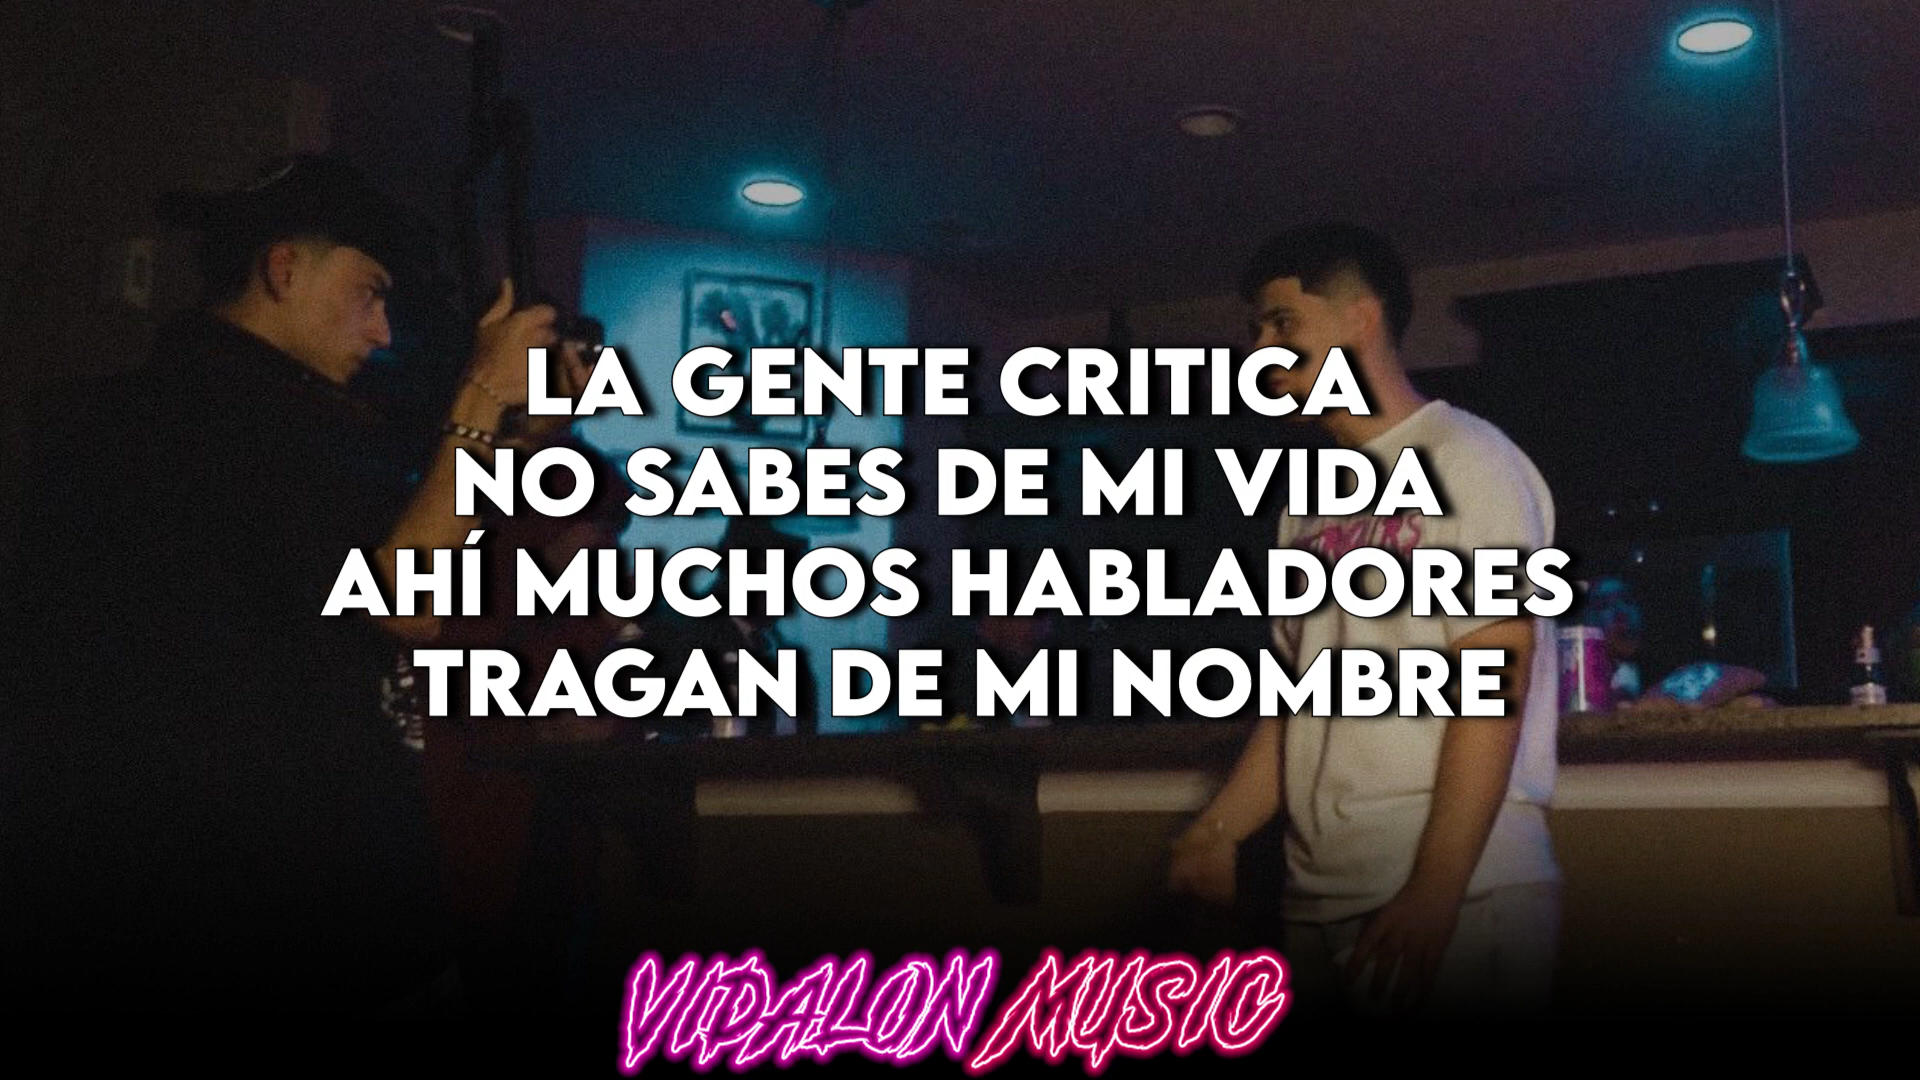 LA GENTE CRITICA
NO SABES DE MI VIDA
AHÍ MUCHOS HABLADORES
TRAGAN DE MI NOMBRE
VIDALON MUSIC